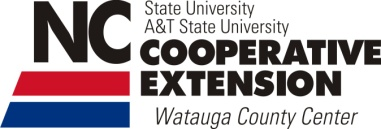 NC State University
A&T State University
COOPERATIVE
EXTENSION
Watauga County Center